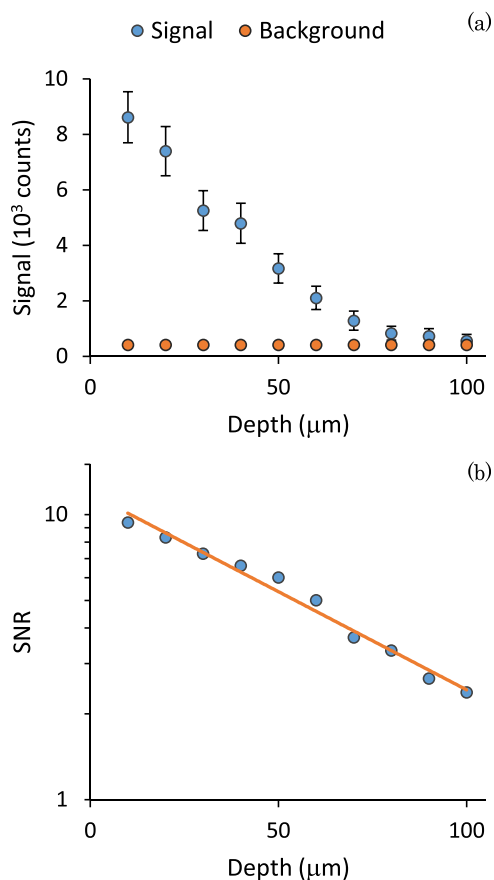 (a)
Signal Background
10
8
6
4
2
0
Signal (10³ counts)
0 50 100
Depth (μm)
(b)
10
1
SNR
0 50 100
Depth (μm)